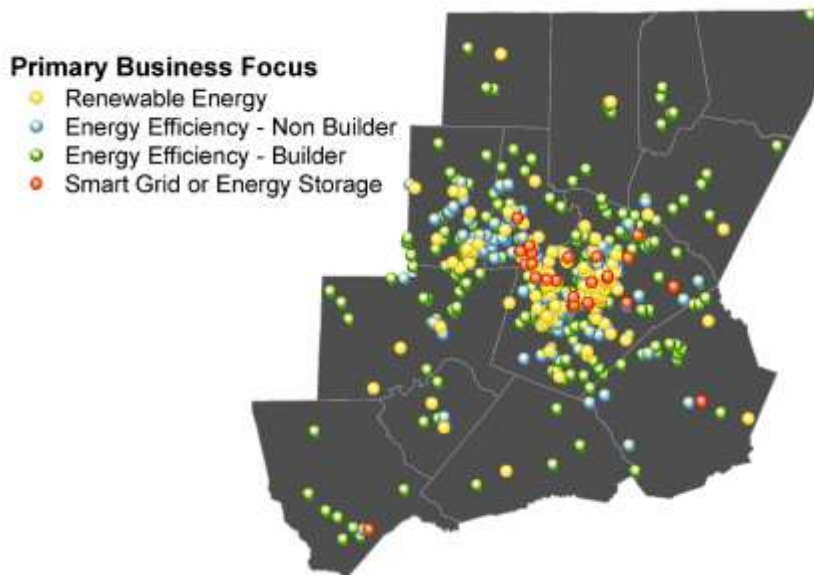 Primary Business Focus
Renewable Energy
Energy Efficiency - Non Builder
Energy Efficiency - Builder
Smart Grid or Energy Storage